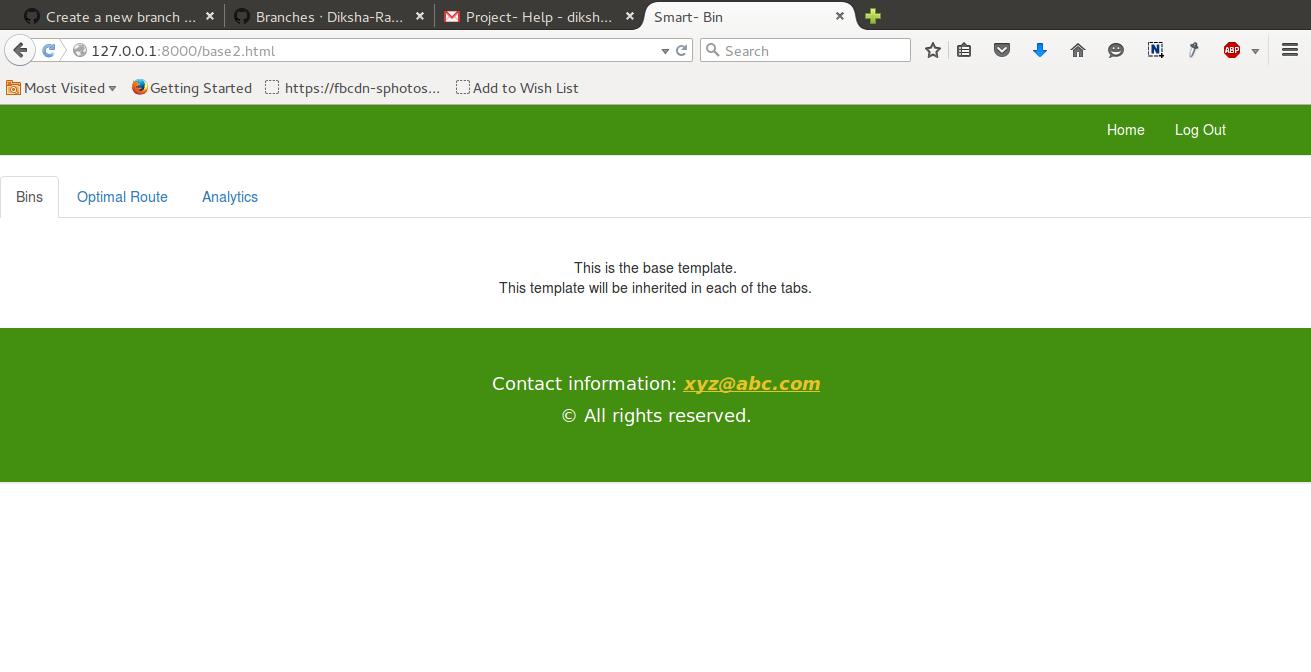 Create a new branch ... Branches · Diksha-Ra... Project- Help - diksh... Smart- Bin
127.0.0.1:8000/base2.html Search ABP
Most Visited Getting Started https://fbcdn-sphotos... Add to Wish List
Home Log Out
Bins Optimal Route Analytics
This is the base template.
This template will be inherited in each of the tabs.
Contact information: xyz@abc.com
© All rights reserved.